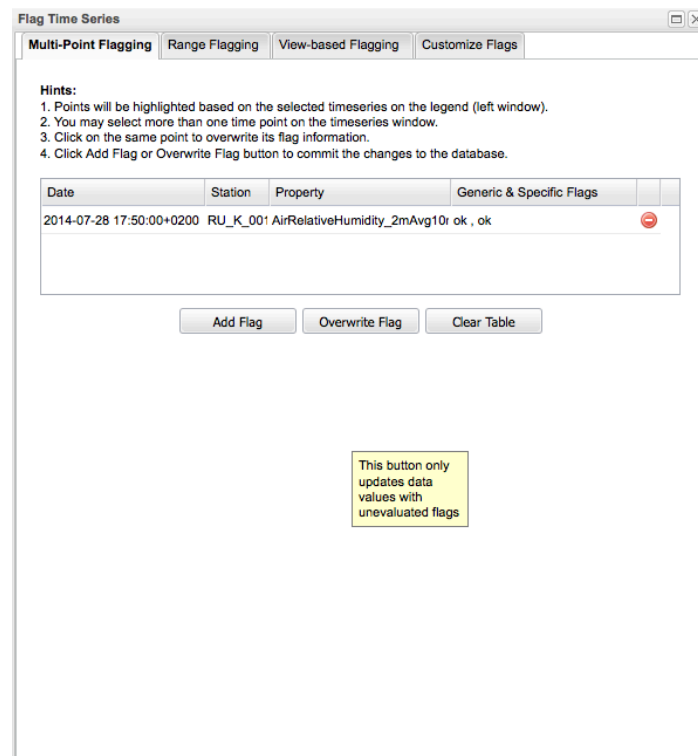 Flag Time Series
Multi-Point Flagging Range Flagging View-based Flagging Customize Flags
Hints:
1. Points will be highlighted based on the selected timeseries on the legend (left window).
2. You may select more than one time point on the timeseries window.
3. Click on the same point to overwrite its flag information.
4. Click Add Flag or Overwrite Flag button to commit the changes to the database.
Date Station Property Generic & Specific Flags
2014-07-28 17:50:00+0200 RU_K_001 AirRelativeHumidity_2mAvg10r ok , ok
Add Flag Overwrite Flag Clear Table
This button only
updates data
values with
unevaluated flags